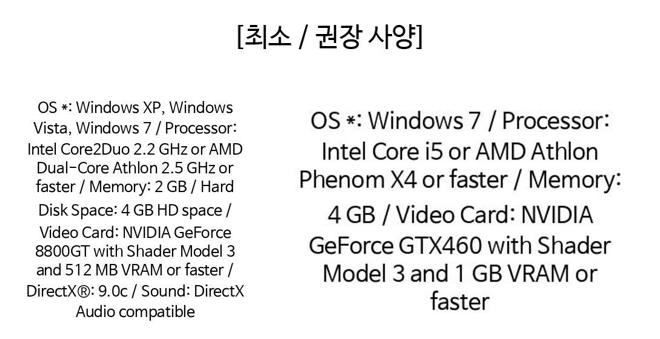 [최소 / 권장 사양]
OS *: Windows XP, Windows
Vista, Windows 7 / Processor:
Intel Core2Duo 2.2 GHz or AMD
Dual-Core Athlon 2.5 GHz or
faster / Memory: 2 GB / Hard
Disk Space: 4 GB HD space /
Video Card: NVIDIA GeForce
8800GT with Shader Model 3
and 512 MB VRAM or faster /
DirectX®: 9.0c / Sound: DirectX
Audio compatible
OS *: Windows 7 / Processor:
Intel Core i5 or AMD Athlon
Phenom X4 or faster / Memory:
4 GB / Video Card: NVIDIA
GeForce GTX460 with Shader
Model 3 and 1 GB VRAM or
faster